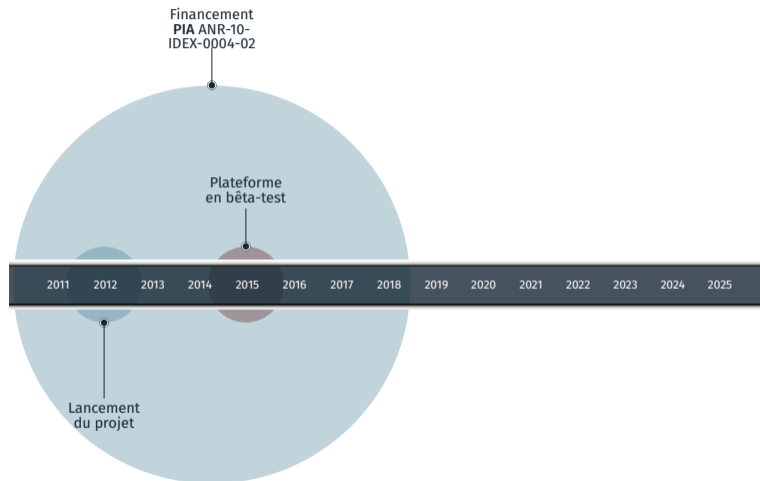 Financement
PIA ANR-10-
IDEX-0004-02
Plateforme
en bêta-test
2011 2012 2013 2014 2015 2016 2017 2018 2019 2020 2021 2022 2023 2024 2025
Lancement
du projet